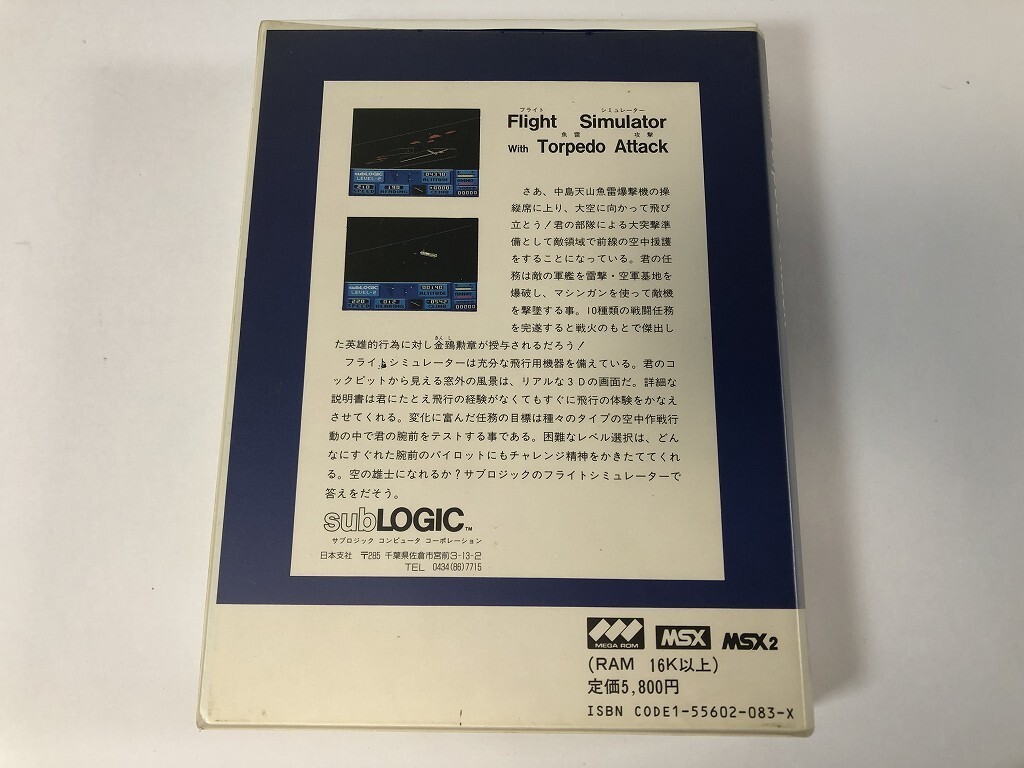 フライト シミュレーター
Flight Simulator
魚雷 攻撃
With Torpedo Attack
subLOGIC
LEVEL-2
subLOGIC
LEVEL-2
さあ、中島天山魚雷爆撃機の操
縦席に上り、大空に向かって飛び
立とう！君の部隊による大突撃準
備として敵領域で前線の空中援護
をすることになっている。君の任
務は敵の軍艦を雷撃・空軍基地を
爆破し、マシンガンを使って敵機
を撃墜する事。10種類の戦闘任務
を完遂すると戦火のもとで傑出し
た英雄的行為に対し金鵄勲章が授与されるだろう！
フライトシミュレーターは充分な飛行用機器を備えている。君のコ
ックピットから見える窓外の風景は、リアルな3Dの画面だ。詳細な
説明書は君にたとえ飛行の経験がなくてもすぐに飛行の体験をかなえ
させてくれる。変化に富んだ任務の目標は種々のタイプの空中作戦行
動の中で君の腕前をテストする事である。困難なレベル選択は、どん
なにすぐれた腕前のパイロットにもチャレンジ精神をかきたててくれ
る。空の雄士になれるか？サブロジックのフライトシミュレーターで
答えをだそう。
subLOGIC™
サブロジック コンピュータ コーポレーション
日本支社 〒285 千葉県佐倉市宮前3-13-2
TEL 0434(86)7715
MEGA ROM MSX MSX2
(RAM 16K以上)
定価5,800円
ISBN CODE1-55602-083-X